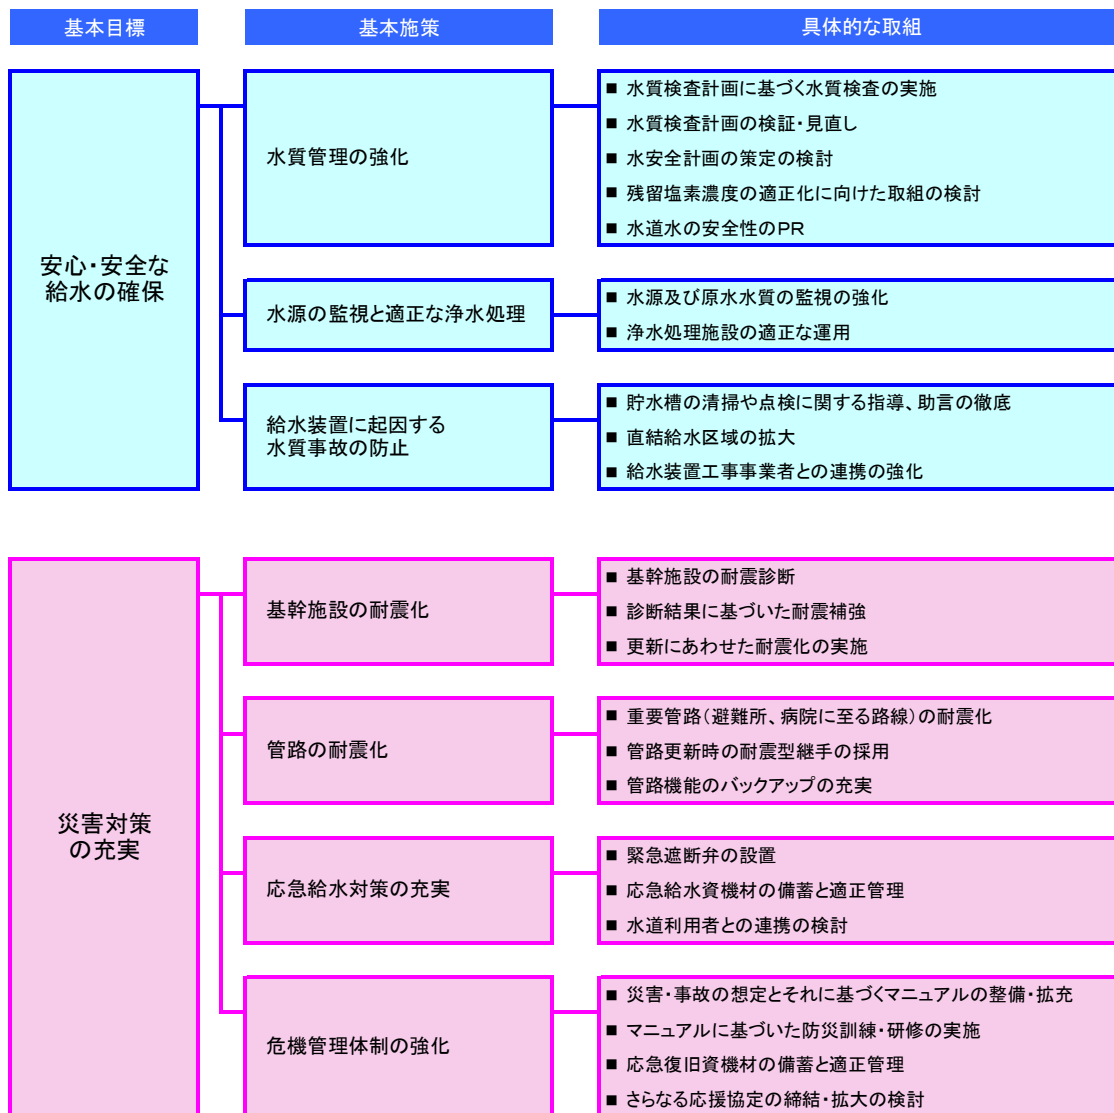 基本目標
基本施策
具体的な取組
安心・安全な
給水の確保
水質管理の強化
■ 水質検査計画に基づく水質検査の実施
■ 水質検査計画の検証・見直し
■ 水安全計画の策定の検討
■ 残留塩素濃度の適正化に向けた取組の検討
■ 水道水の安全性のPR
水源の監視と適正な浄水処理
■ 水源及び原水水質の監視の強化
■ 浄水処理施設の適正な運用
給水装置に起因する
水質事故の防止
■ 貯水槽の清掃や点検に関する指導、助言の徹底
■ 直結給水区域の拡大
■ 給水装置工事事業者との連携の強化
災害対策
の充実
基幹施設の耐震化
■ 基幹施設の耐震診断
■ 診断結果に基づいた耐震補強
■ 更新にあわせた耐震化の実施
管路の耐震化
■ 重要管路(避難所、病院に至る路線)の耐震化
■ 管路更新時の耐震型継手の採用
■ 管路機能のバックアップの充実
応急給水対策の充実
■ 緊急遮断弁の設置
■ 応急給水資機材の備蓄と適正管理
■ 水道利用者との連携の検討
危機管理体制の強化
■ 災害・事故の想定とそれに基づくマニュアルの整備・拡充
■ マニュアルに基づいた防災訓練・研修の実施
■ 応急復旧資機材の備蓄と適正管理
■ さらなる応援協定の締結・拡大の検討